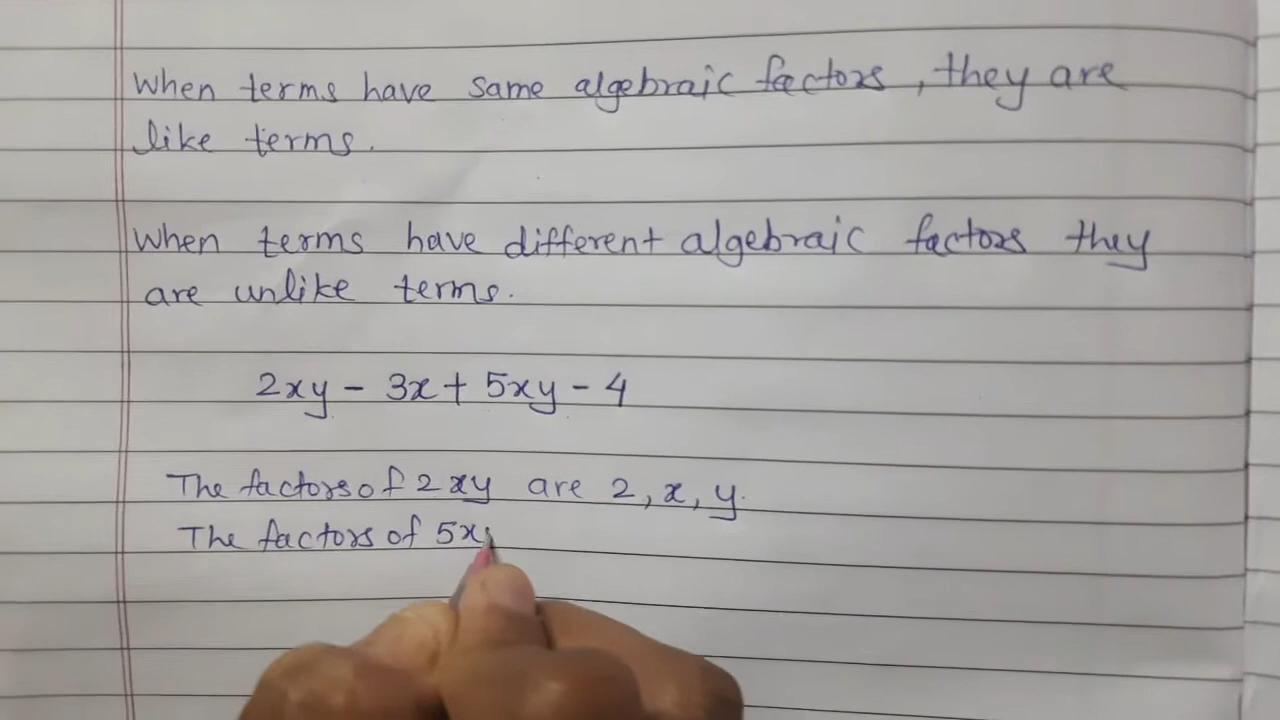 When terms have same algebraic factors, they are
like terms.
When terms have different algebraic factors they
are unlike terms.
2xy - 3x + 5xy - 4
The factors of 2xy are 2, x, y.
The factors of 5x